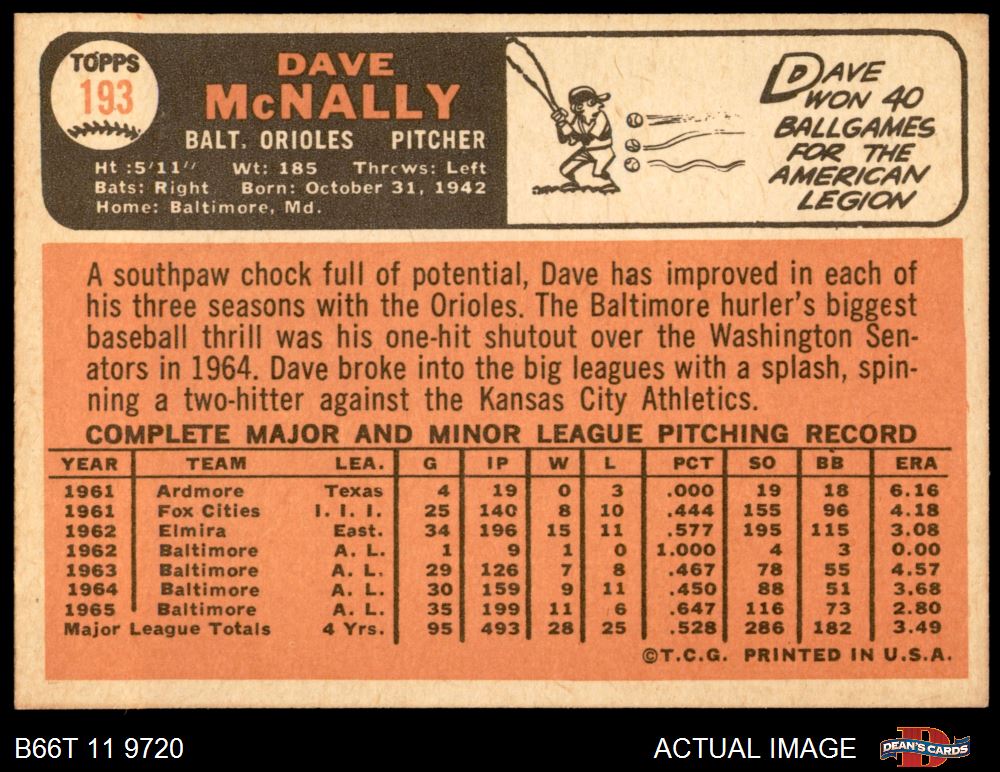 TOPPS
193
DAVE
McNALLY
BALT. ORIOLES PITCHER
Ht :5'11" Wt: 185 Throws: Left
Bats: Right Born: October 31, 1942
Home: Baltimore, Md.
DAVE
WON 40
BALLGAMES
FOR THE
AMERICAN
LEGION
A southpaw chock full of potential, Dave has improved in each of
his three seasons with the Orioles. The Baltimore hurler's biggest
baseball thrill was his one-hit shutout over the Washington Sen-
ators in 1964. Dave broke into the big leagues with a splash, spin-
ning a two-hitter against the Kansas City Athletics.
COMPLETE MAJOR AND MINOR LEAGUE PITCHING RECORD
YEAR TEAM LEA. G IP W L PCT SO BB ERA
1961 Ardmore Texas 4 19 0 3 .000 19 18 6.16
1961 Fox Cities I. I. I. 25 140 8 10 .444 155 96 4.18
1962 Elmira East. 34 196 15 11 .577 195 115 3.08
1962 Baltimore A. L. 1 9 1 0 1.000 4 3 0.00
1963 Baltimore A. L. 29 126 7 8 .467 78 55 4.57
1964 Baltimore A. L. 30 159 9 11 .450 88 51 3.68
1965 Baltimore A. L. 35 199 11 6 .647 116 73 2.80
Major League Totals 4 Yrs. 95 493 28 25 .528 286 182 3.49
©T.C.G. PRINTED IN U.S.A.
B66T 11 9720 ACTUAL IMAGE
DEAN'S CARDS